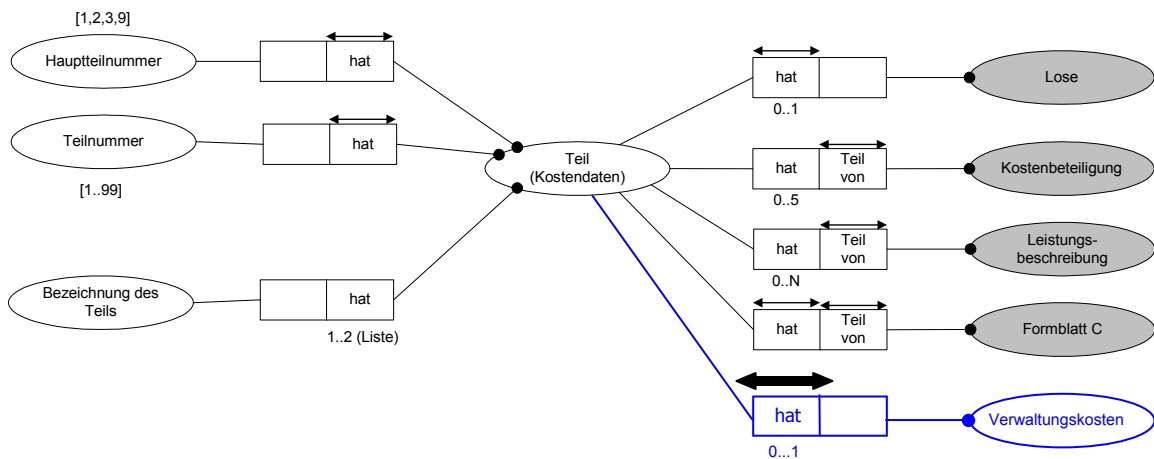 [1,2,3,9]
Hauptteilnummer
hat
Teilnummer
hat
[1..99]
Bezeichnung des
Teils
hat
1..2 (Liste)
Teil
(Kostendaten)
hat
0..1
Lose
hat
Teil
von
0..5
Kostenbeteiligung
hat
Teil
von
0..N
Leistungs-
beschreibung
hat
Teil
von
Formblatt C
hat
0...1
Verwaltungskosten